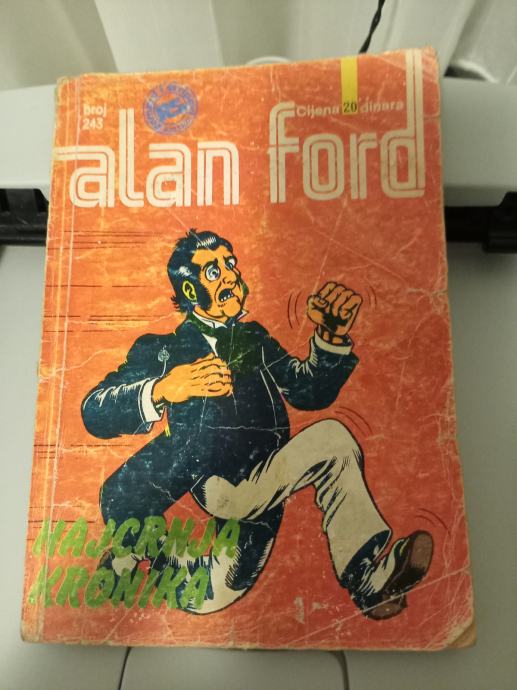 broj
243
Cijena 20 dinara
alan ford
NAJCRNJA
KRONIKA